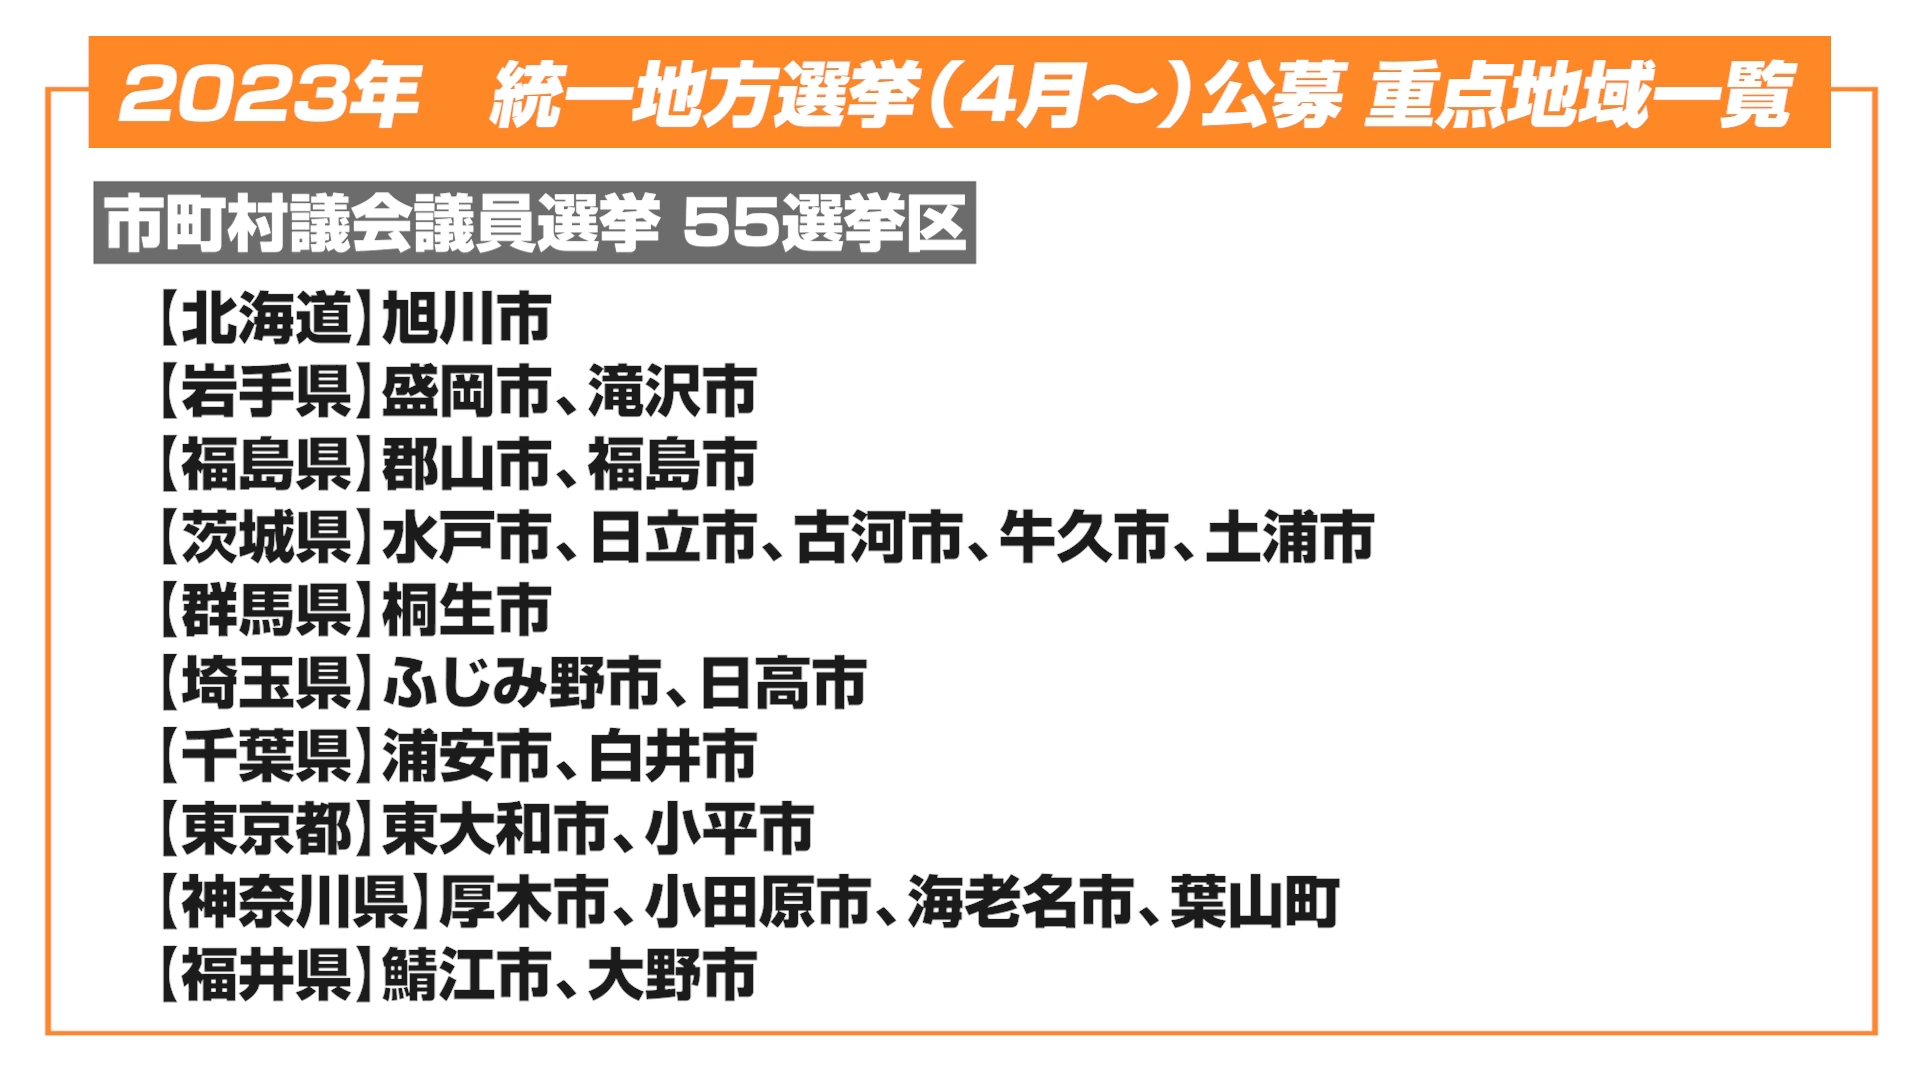 2023年　統一地方選挙（4月～）公募 重点地域一覧
市町村議会議員選挙 55選挙区
【北海道】旭川市
【岩手県】盛岡市、滝沢市
【福島県】郡山市、福島市
【茨城県】水戸市、日立市、古河市、牛久市、土浦市
【群馬県】桐生市
【埼玉県】ふじみ野市、日高市
【千葉県】浦安市、白井市
【東京都】東大和市、小平市
【神奈川県】厚木市、小田原市、海老名市、葉山町
【福井県】鯖江市、大野市